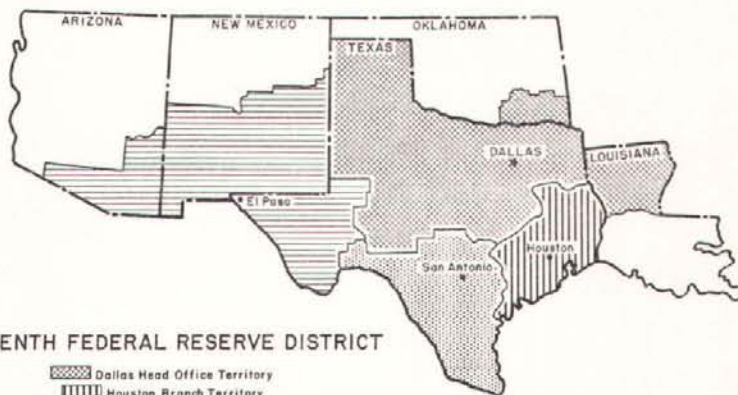 ARIZONA
NEW MEXICO
OKLAHOMA
TEXAS
DALLAS
LOUISIANA
El Paso
Houston
San Antonio
ENTH FEDERAL RESERVE DISTRICT
Dallas Head Office Territory
Houston Branch Territory